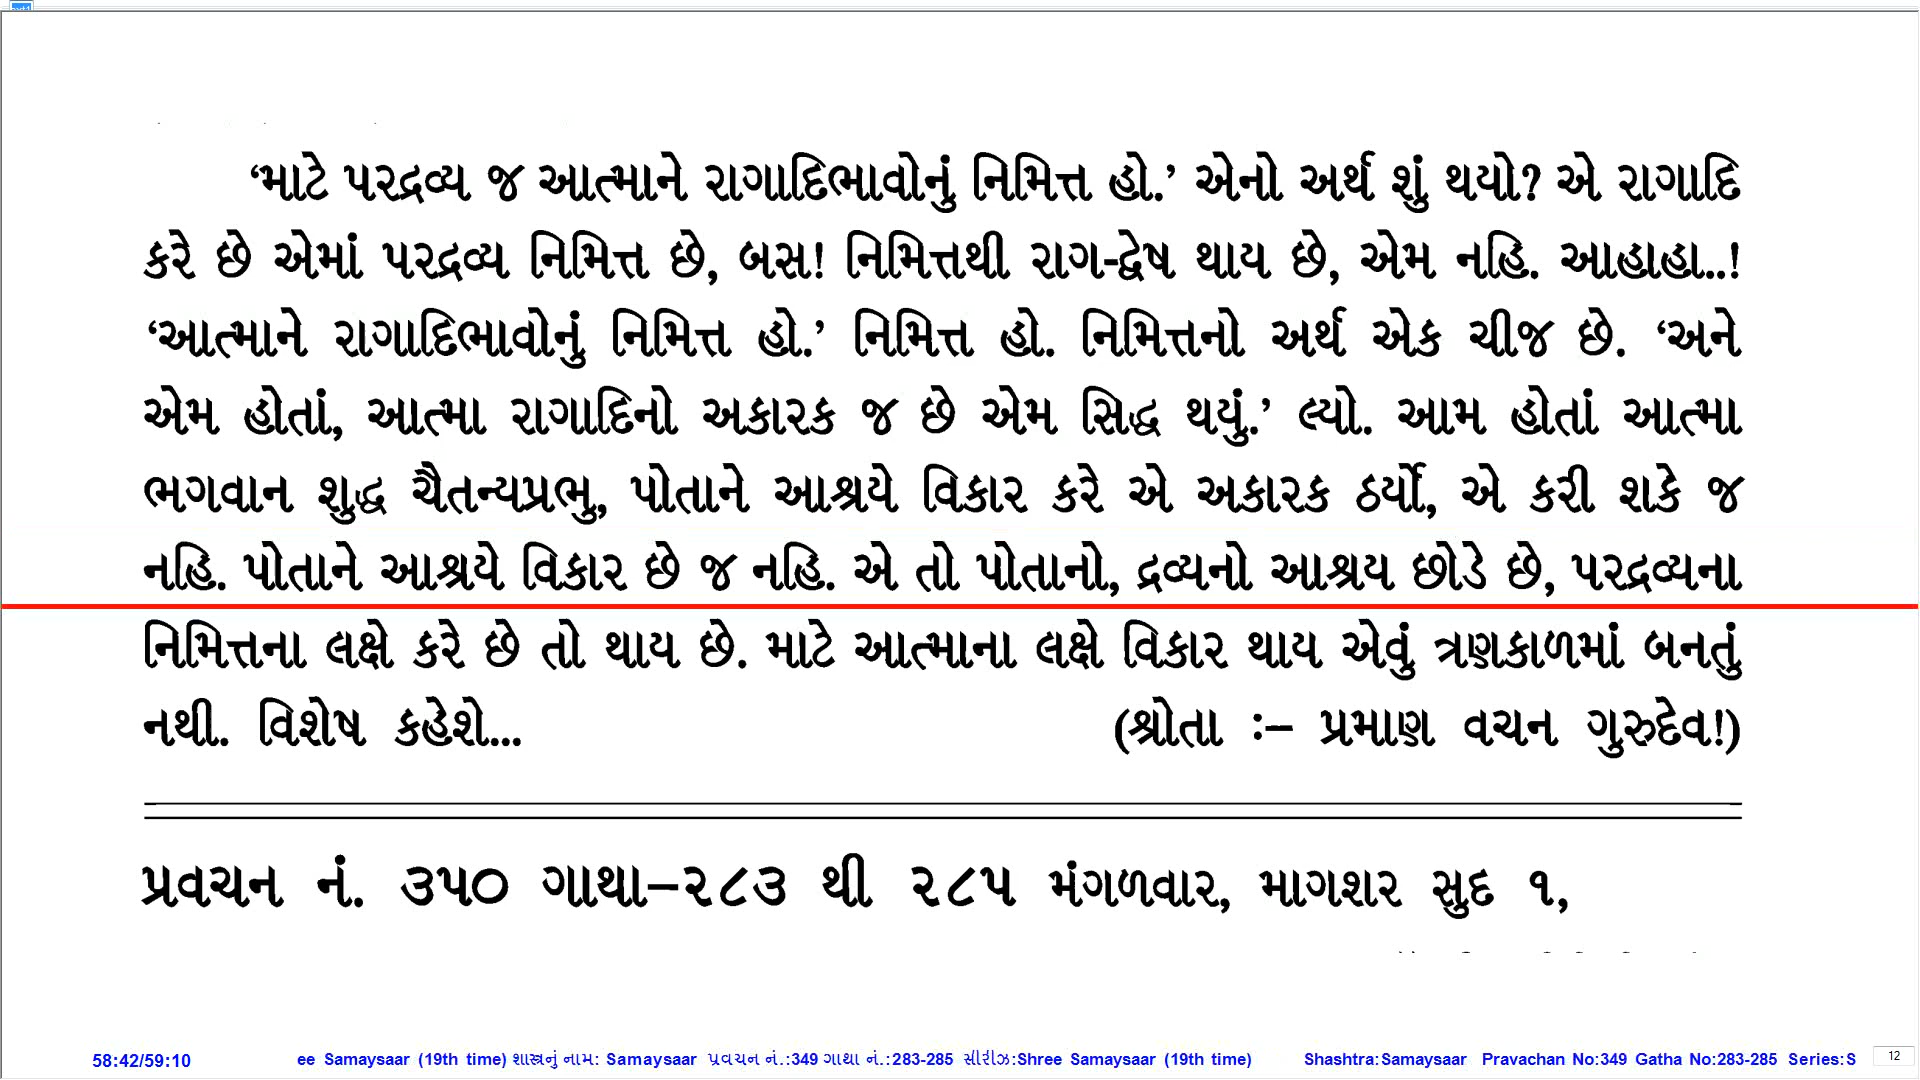 ‘માટે પરદ્રવ્ય જ આત્માને રાગાદિભાવોનું નિમિત્ત હો.’ એનો અર્થ શું થયો? એ રાગાદિ
કરે છે એમાં પરદ્રવ્ય નિમિત્ત છે, બસ! નિમિત્તથી રાગ-દ્વેષ થાય છે, એમ નહિ. આહાહા..!
‘આત્માને રાગાદિભાવોનું નિમિત્ત હો.’ નિમિત્ત હો. નિમિત્તનો અર્થ એક ચીજ છે. ‘અને
એમ હોતાં, આત્મા રાગાદિનો અકારક જ છે એમ સિદ્ધ થયું.’ લ્યો. આમ હોતાં આત્મા
ભગવાન શુદ્ધ ચૈતન્યપ્રભુ, પોતાને આશ્રયે વિકાર કરે એ અકારક ઠર્યો, એ કરી શકે જ
નહિ. પોતાને આશ્રયે વિકાર છે જ નહિ. એ તો પોતાનો, દ્રવ્યનો આશ્રય છોડે છે, પરદ્રવ્યના
નિમિત્તના લક્ષે કરે છે તો થાય છે. માટે આત્માના લક્ષે વિકાર થાય એવું ત્રણકાળમાં બનતું
નથી. વિશેષ કહેશે... (શ્રોતા :– પ્રમાણ વચન ગુરુદેવ!)
પ્રવચન નં. ૩૫૦ ગાથા–૨૮૩ થી ૨૮૫ મંગળવાર, માગશર સુદ ૧,
58:42/59:10 ee Samaysaar (19th time) શાસ્ત્રનું નામ: Samaysaar પ્રવચન નં.:349 ગાથા નં.:283-285 સીરીઝ:Shree Samaysaar (19th time) Shashtra:Samaysaar Pravachan No:349 Gatha No:283-285 Series:S 12